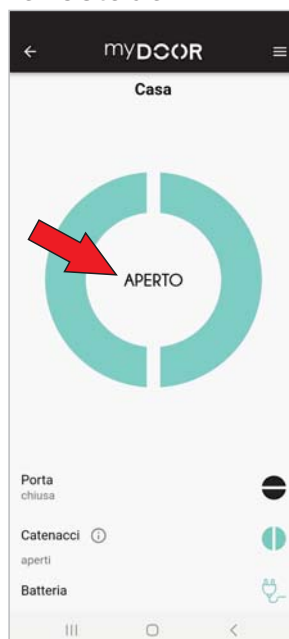 myDOOR
Casa
APERTO
Porta
chiusa
Catenacci
aperti
Batteria